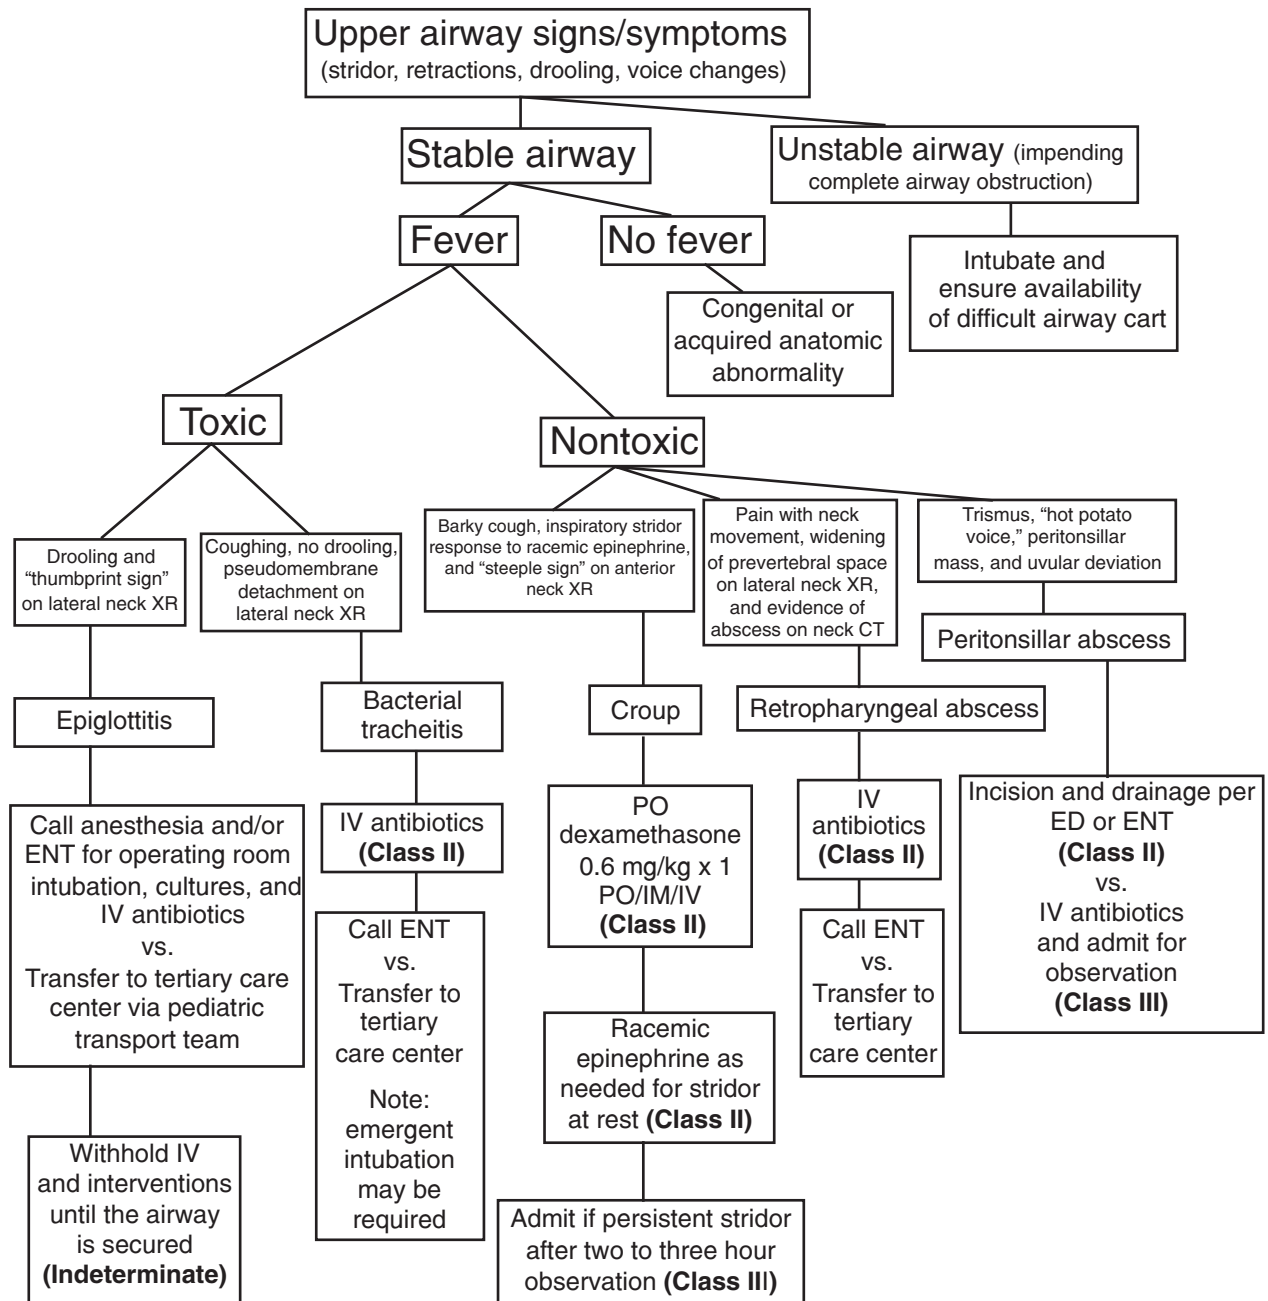 Upper airway signs/symptoms
(stridor, retractions, drooling, voice changes)
Stable airway
Unstable airway (impending
complete airway obstruction)
Fever
No fever
Intubate and
ensure availability
of difficult airway cart
Congenital or
acquired anatomic
abnormality
Toxic
Nontoxic
Drooling and
“thumbprint sign”
on lateral neck XR
Coughing, no drooling,
pseudomembrane
detachment on
lateral neck XR
Barky cough, inspiratory stridor
response to racemic epinephrine,
and “steeple sign” on anterior
neck XR
Pain with neck
movement, widening
of prevertebral space
on lateral neck XR,
and evidence of
abscess on neck CT
Trismus, “hot potato
voice,” peritonsillar
mass, and uvular deviation
Peritonsillar abscess
Epiglottitis
Bacterial
tracheitis
Croup
Retropharyngeal abscess
Call anesthesia and/or
ENT for operating room
intubation, cultures, and
IV antibiotics
vs.
Transfer to tertiary care
center via pediatric
transport team
IV antibiotics
(Class II)
PO
dexamethasone
0.6 mg/kg x 1
PO/IM/IV
(Class II)
IV
antibiotics
(Class II)
Incision and drainage per
ED or ENT
(Class II)
vs.
IV antibiotics
and admit for
observation
(Class III)
Call ENT
vs.
Transfer to
tertiary
care center
Note:
emergent
intubation
may be
required
Call ENT
vs.
Transfer to
tertiary
care center
Racemic
epinephrine as
needed for stridor
at rest (Class II)
Withhold IV
and interventions
until the airway
is secured
(Indeterminate)
Admit if persistent stridor
after two to three hour
observation (Class III)